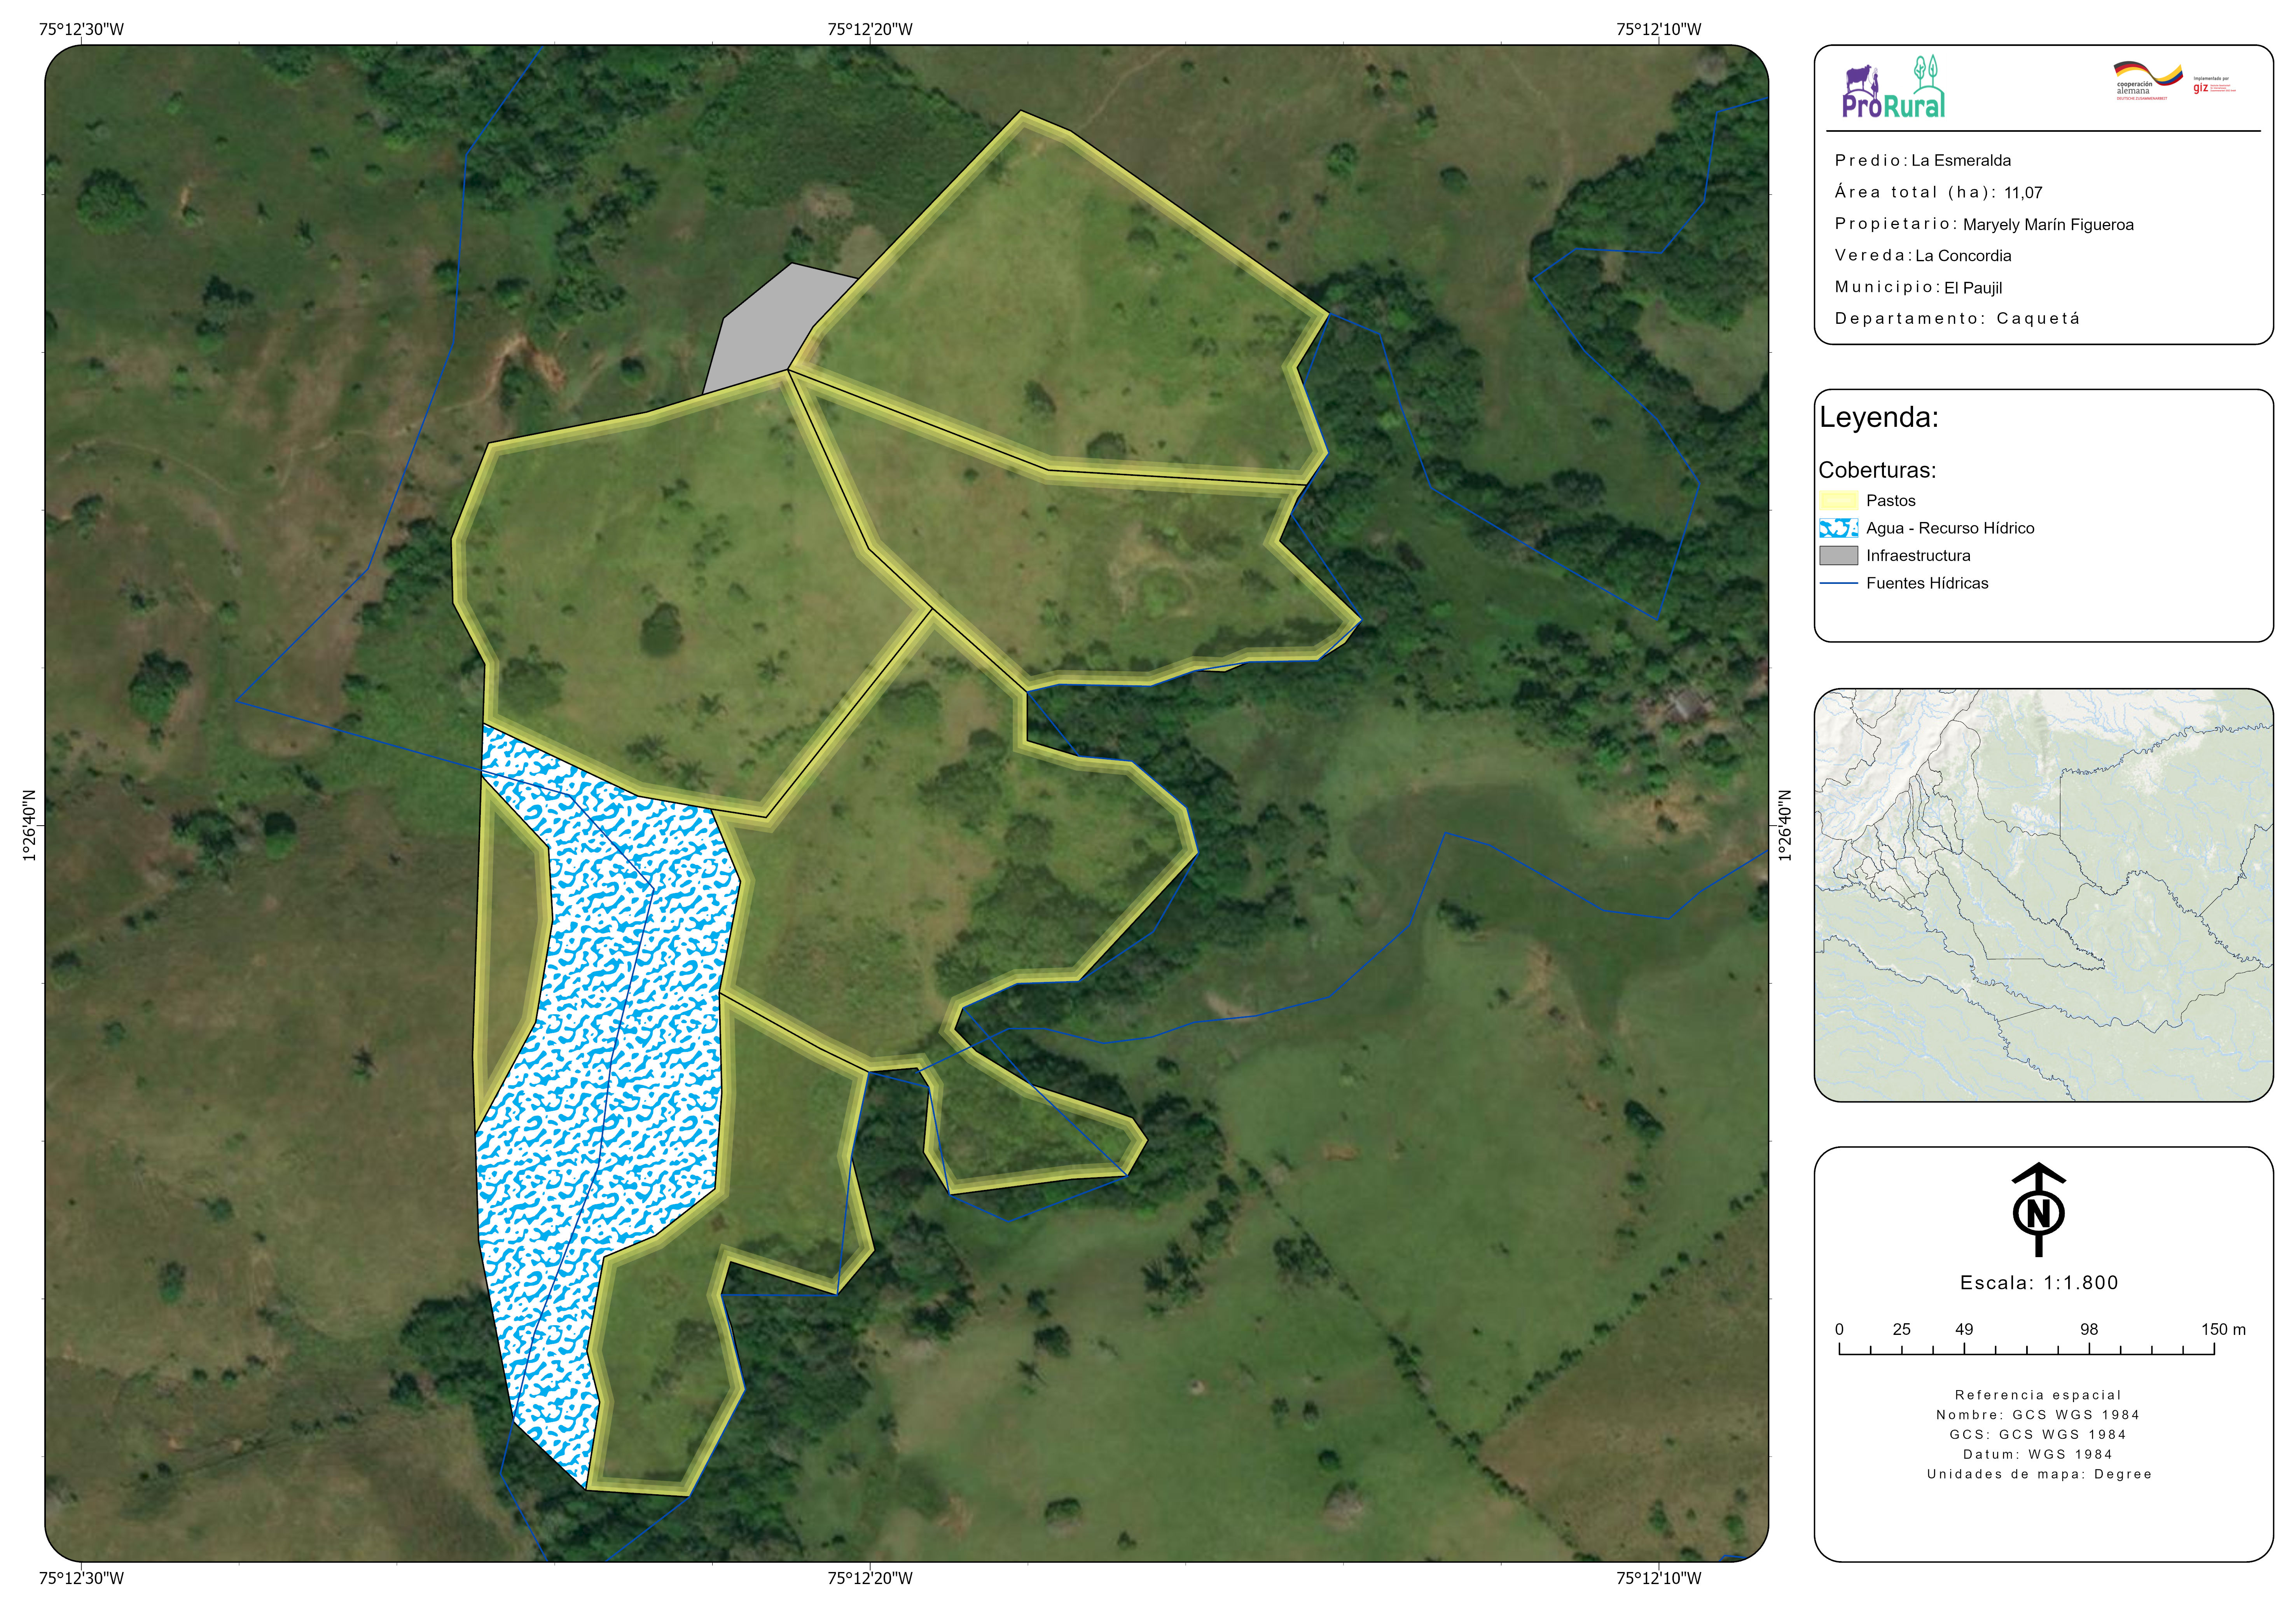 75°12'30"W
75°12'20"W
75°12'10"W
1°26'40"N
1°26'40"N
75°12'30"W
75°12'20"W
75°12'10"W
ProRural
cooperación
alemana
DEUTSCHE ZUSAMMENARBEIT
Implementada por
giz
Predio: La Esmeralda
Área total (ha): 11,07
Propietario: Maryely Marín Figueroa
Vereda: La Concordia
Municipio: El Paujil
Departamento: Caquetá
Leyenda:
Coberturas:
Pastos
Agua - Recurso Hídrico
Infraestructura
Fuentes Hídricas
N
Escala: 1:1.800
0 25 49 98 150 m
Referencia espacial
Nombre: GCS WGS 1984
GCS: GCS WGS 1984
Datum: WGS 1984
Unidades de mapa: Degree